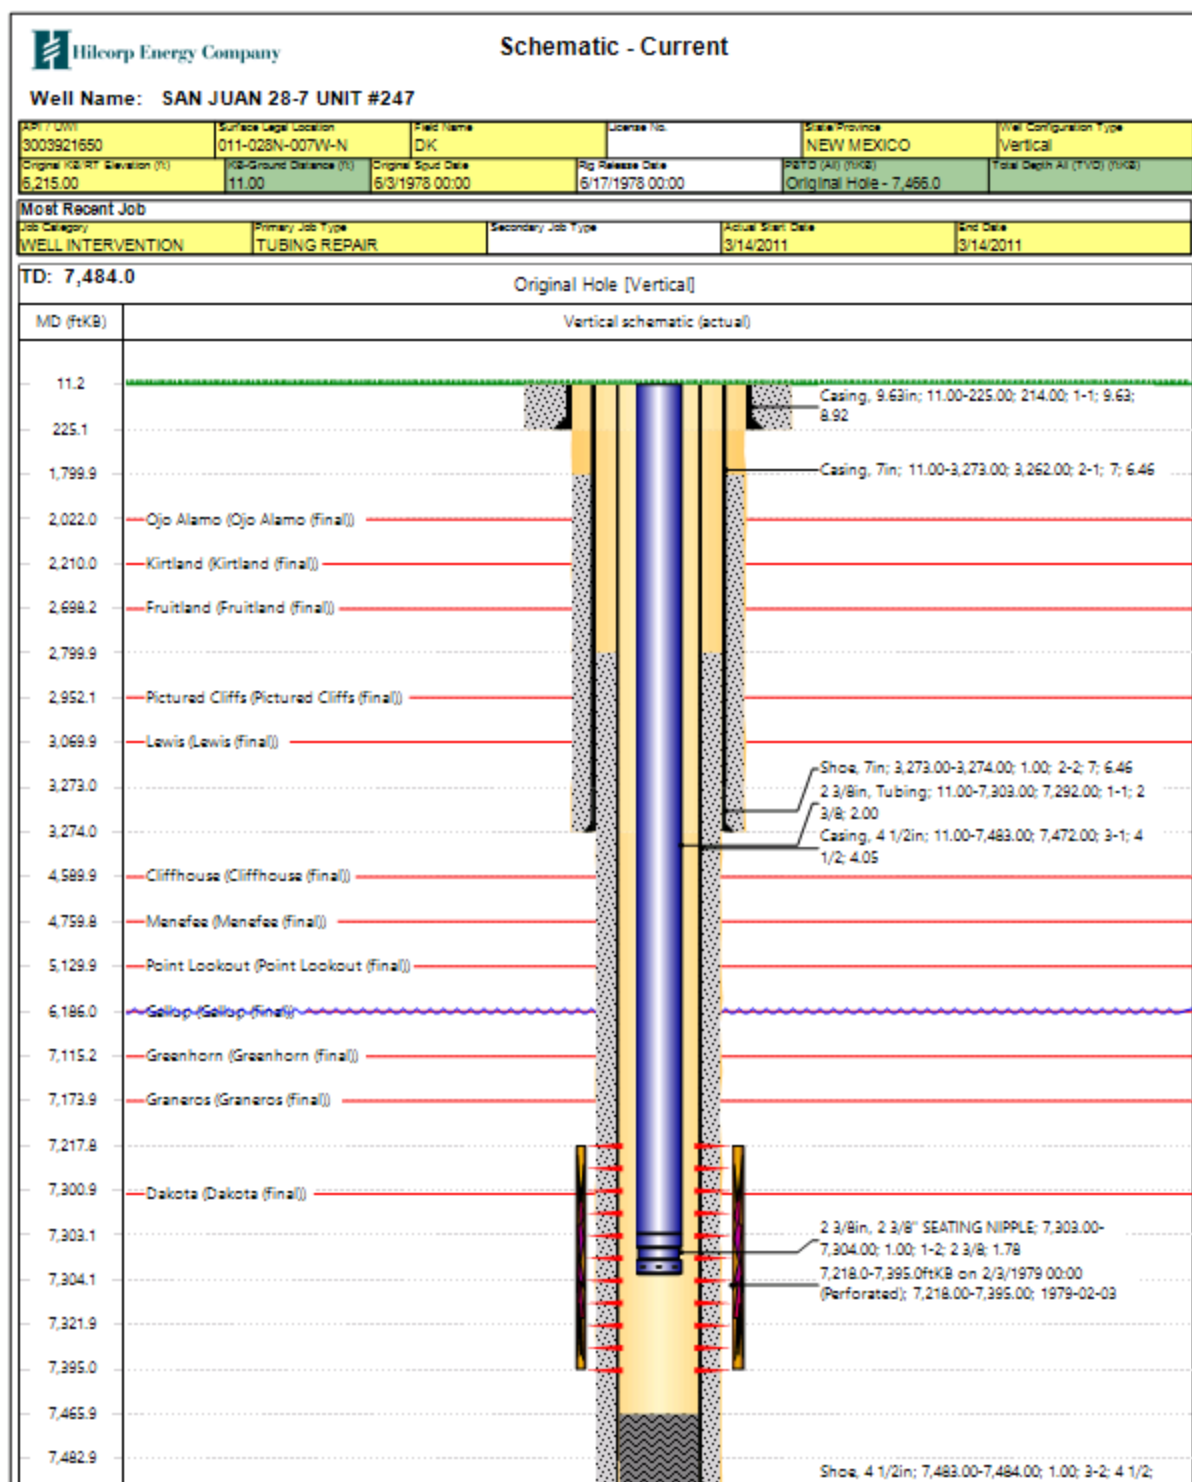 Hilcorp Energy Company
Schematic - Current
Well Name: SAN JUAN 28-7 UNIT #247
API / UWI Surface Legal Location Field Name License No. State/Province Well Configuration Type
3003921650 011-028N-007W-N DK NEW MEXICO Vertical
Original KB/RT Elevation (ft) KB-Ground Distance (ft) Original Spud Date Rig Release Date PBTD (All) (ftKB) Total Depth All (TVD) (ftKB)
6,215.00 11.00 6/3/1978 00:00 6/17/1978 00:00 Original Hole - 7,466.0
Most Recent Job
Job Category Primary Job Type Secondary Job Type Actual Start Date End Date
WELL INTERVENTION TUBING REPAIR 3/14/2011 3/14/2011
TD: 7,484.0
Original Hole [Vertical]
MD (ftKB) Vertical schematic (actual)
11.2
Casing, 9.63in; 11.00-225.00; 214.00; 1-1; 9.63;
8.92
225.1
Casing, 7in; 11.00-3,273.00; 3,262.00; 2-1; 7; 6.46
1,799.9
2,022.0 Ojo Alamo (Ojo Alamo (final))
2,210.0 Kirtland (Kirtland (final))
2,698.2 Fruitland (Fruitland (final))
2,799.9
2,952.1 Pictured Cliffs (Pictured Cliffs (final))
3,069.9 Lewis (Lewis (final))
Shoe, 7in; 3,273.00-3,274.00; 1.00; 2-2; 7; 6.46
3,273.0
2 3/8in, Tubing; 11.00-7,303.00; 7,292.00; 1-1; 2
3/8; 2.00
3,274.0
Casing, 4 1/2in; 11.00-7,483.00; 7,472.00; 3-1; 4
1/2; 4.05
4,589.9 Cliffhouse (Cliffhouse (final))
4,759.8 Menefee (Menefee (final))
5,129.9 Point Lookout (Point Lookout (final))
6,186.0 Gallup (Gallup (final))
7,115.2 Greenhorn (Greenhorn (final))
7,173.9 Graneros (Graneros (final))
7,217.8
7,300.9 Dakota (Dakota (final))
7,303.1
2 3/8in, 2 3/8" SEATING NIPPLE; 7,303.00-
7,304.00; 1.00; 1-2; 2 3/8; 1.78
7,304.1
7,218.0-7,395.0ftKB on 2/3/1979 00:00
(Perforated); 7,218.00-7,395.00; 1979-02-03
7,321.9
7,395.0
7,465.9
7,482.9
Shoe, 4 1/2in; 7,483.00-7,484.00; 1.00; 3-2; 4 1/2;